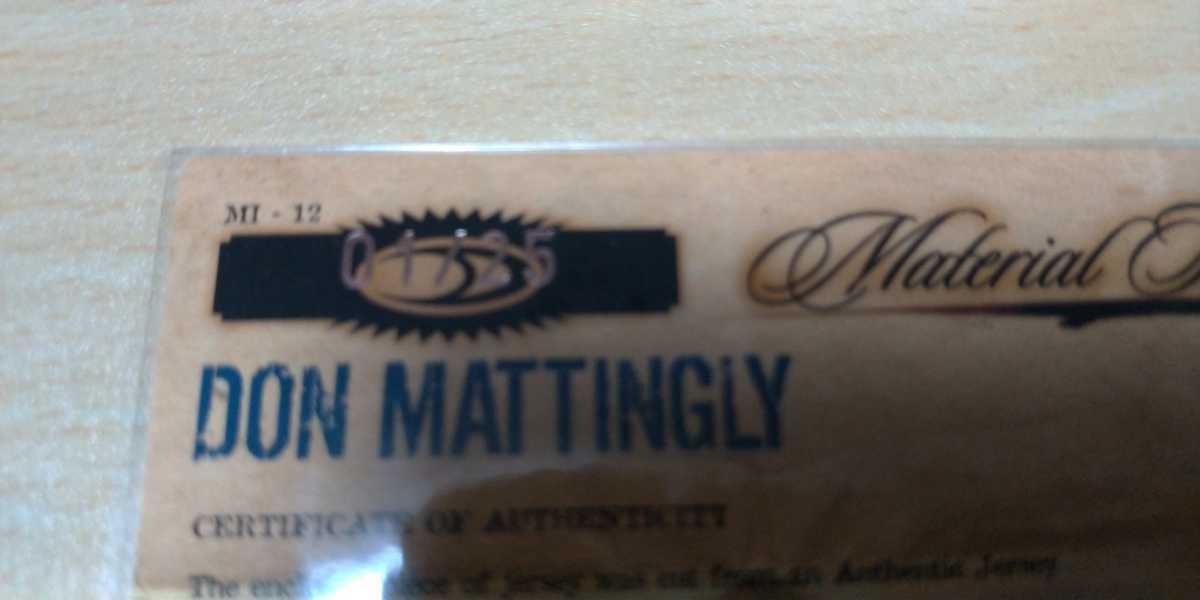 MI - 12
01/25
Material
DON MATTINGLY
CERTIFICATE OF AUTHENTICITY
The piece of jersey was cut from an Authentic Jersey